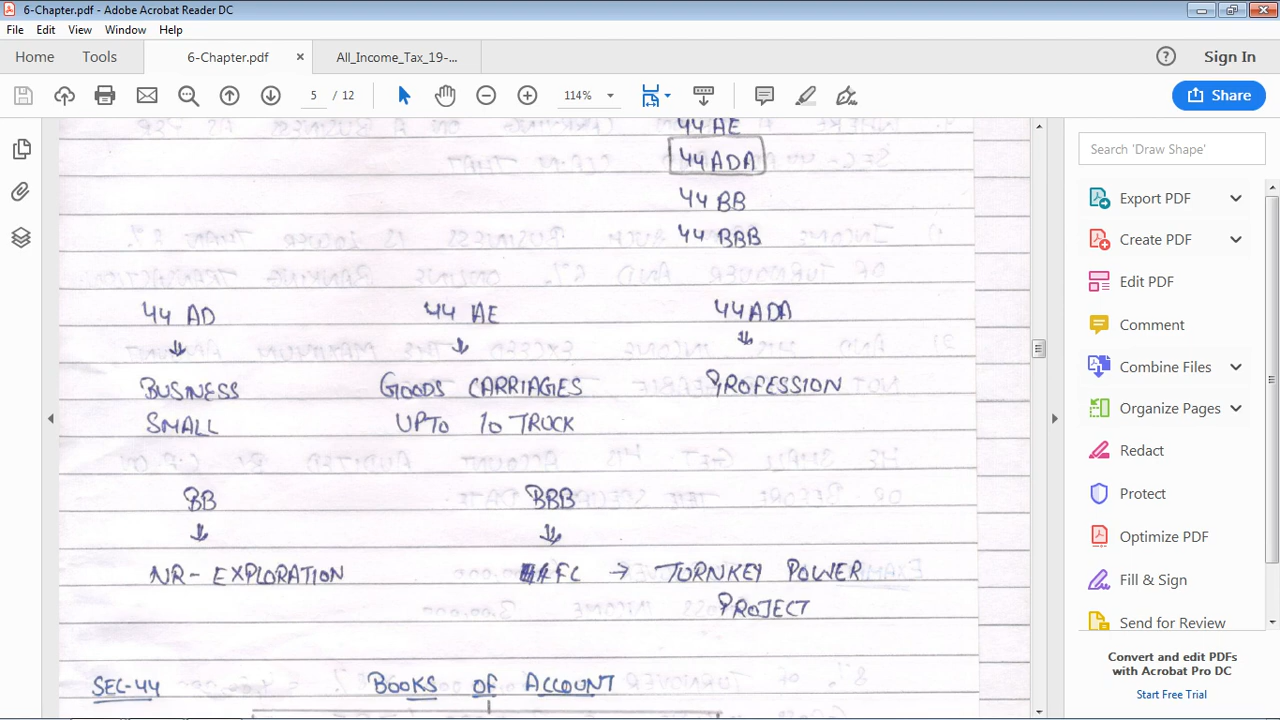 6-Chapter.pdf - Adobe Acrobat Reader DC
File Edit View Window Help
Home Tools 6-Chapter.pdf × All_Income_Tax_19-... Sign In
5 / 12 114% Share
44 AE
44 ADA
44 BB
44 BBB
44 AD 44 AE 44 ADA
BUSINESS GOODS CARRIAGES PROFESSION
SMALL UPTO 10 TRUCK
BB BBB
NR- EXPLORATION FC → TURNKEY POWER
PROJECT
SEC-44 BOOKS OF ACCOUNT
Search 'Draw Shape'
Export PDF
Create PDF
Edit PDF
Comment
Combine Files
Organize Pages
Redact
Protect
Optimize PDF
Fill & Sign
Send for Review
Convert and edit PDFs
with Acrobat Pro DC
Start Free Trial